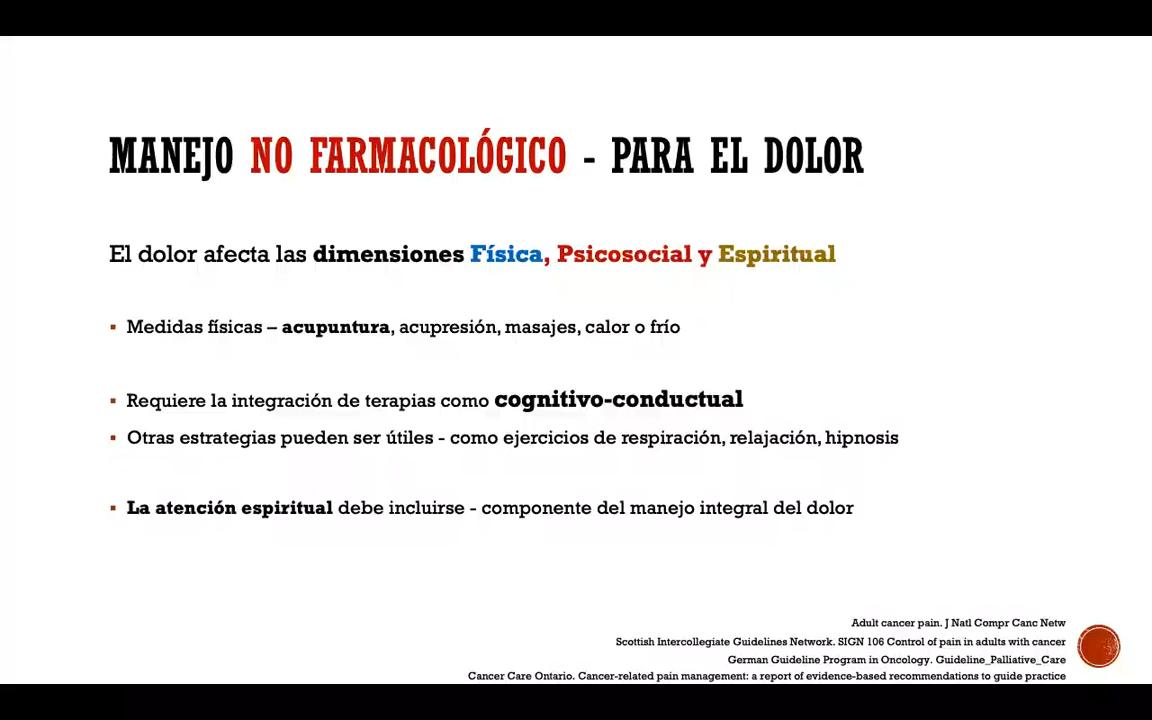 MANEJO NO FARMACOLÓGICO - PARA EL DOLOR
El dolor afecta las dimensiones Física, Psicosocial y Espiritual
▪ Medidas físicas – acupuntura, acupresión, masajes, calor o frío
▪ Requiere la integración de terapias como cognitivo-conductual
▪ Otras estrategias pueden ser útiles - como ejercicios de respiración, relajación, hipnosis
▪ La atención espiritual debe incluirse - componente del manejo integral del dolor
Adult cancer pain. J Natl Compr Canc Netw
Scottish Intercollegiate Guidelines Network. SIGN 106 Control of pain in adults with cancer
German Guideline Program in Oncology. Guideline_Palliative_Care
Cancer Care Ontario. Cancer-related pain management: a report of evidence-based recommendations to guide practice